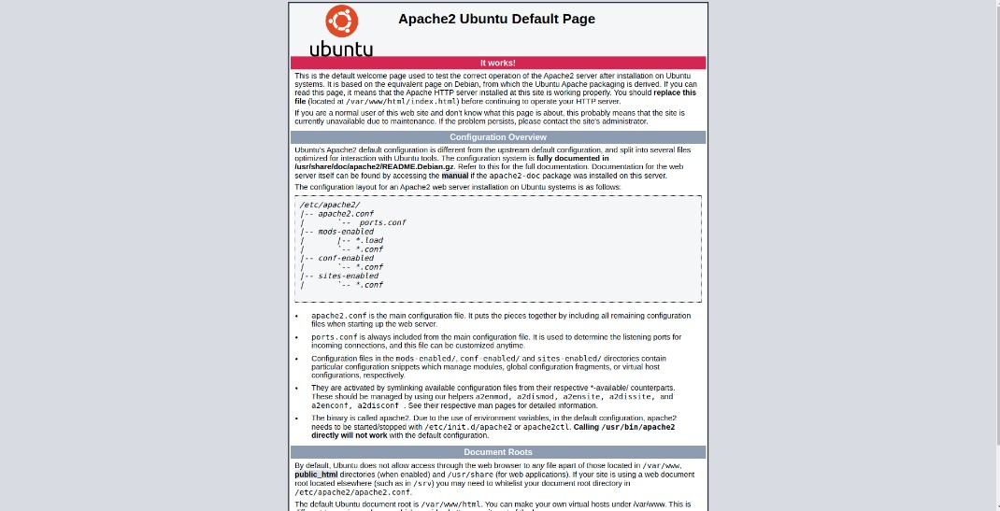 ubuntu
Apache2 Ubuntu Default Page
It works!
This is the default welcome page used to test the correct operation of the Apache2 server after installation on Ubuntu
systems. It is based on the equivalent page on Debian, from which the Ubuntu Apache packaging is derived. If you can
read this page, it means that the Apache HTTP server installed at this site is working properly. You should replace this
file (located at /var/www/html/index.html) before continuing to operate your HTTP server.
If you are a normal user of this web site and don't know what this page is about, this probably means that the site is
currently unavailable due to maintenance. If the problem persists, please contact the site's administrator.
Configuration Overview
Ubuntu's Apache2 default configuration is different from the upstream default configuration, and split into several files
optimized for interaction with Ubuntu tools. The configuration system is fully documented in
/usr/share/doc/apache2/README.Debian.gz. Refer to this for the full documentation. Documentation for the web
server itself can be found by accessing the manual if the apache2-doc package was installed on this server.
The configuration layout for an Apache2 web server installation on Ubuntu systems is as follows:
/etc/apache2/
|-- apache2.conf
|       `--  ports.conf
|-- mods-enabled
|       |-- *.load
|       `-- *.conf
|-- conf-enabled
|       `-- *.conf
|-- sites-enabled
|       `-- *.conf
• apache2.conf is the main configuration file. It puts the pieces together by including all remaining configuration
files when starting up the web server.
• ports.conf is always included from the main configuration file. It is used to determine the listening ports for
incoming connections, and this file can be customized anytime.
• Configuration files in the mods-enabled/, conf-enabled/ and sites-enabled/ directories contain
particular configuration snippets which manage modules, global configuration fragments, or virtual host
configurations, respectively.
• They are activated by symlinking available configuration files from their respective *-available/ counterparts.
These should be managed by using our helpers a2enmod, a2dismod, a2ensite, a2dissite, and
a2enconf, a2disconf . See their respective man pages for detailed information.
• The binary is called apache2. Due to the use of environment variables, in the default configuration, apache2
needs to be started/stopped with /etc/init.d/apache2 or apache2ctl. Calling /usr/bin/apache2
directly will not work with the default configuration.
Document Roots
By default, Ubuntu does not allow access through the web browser to any file apart of those located in /var/www,
public_html directories (when enabled) and /usr/share (for web applications). If your site is using a web document
root located elsewhere (such as in /srv) you may need to whitelist your document root directory in
/etc/apache2/apache2.conf.
The default Ubuntu document root is /var/www/html. You can make your own virtual hosts under /var/www. This is